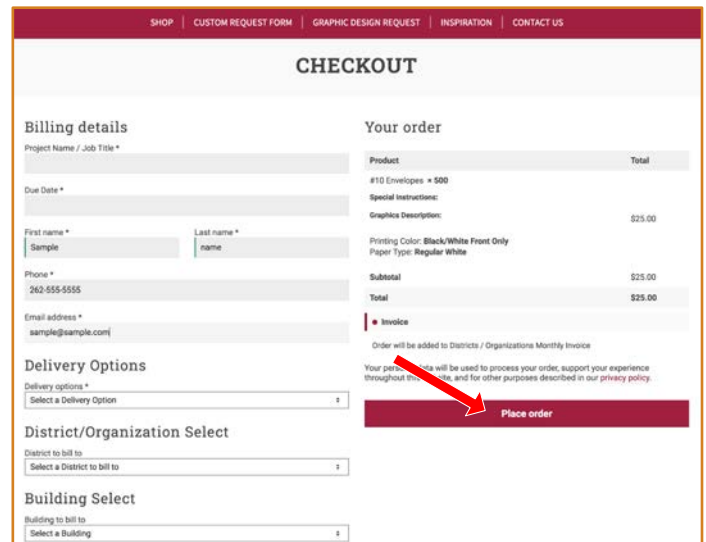 SHOP | CUSTOM REQUEST FORM | GRAPHIC DESIGN REQUEST | INSPIRATION | CONTACT US
CHECKOUT
Billing details
Project Name / Job Title *
Due Date *
First name * Last name *
Sample name
Phone *
262-555-5555
Email address *
sample@sample.com
Delivery Options
Delivery options *
Select a Delivery Option
District/Organization Select
District to bill to
Select a District to bill to
Building Select
Building to bill to
Select a Building
Your order
Product Total
#10 Envelopes × 500
Special Instructions:
Graphics Description:
$25.00
Printing Color: Black/White Front Only
Paper Type: Regular White
Subtotal $25.00
Total $25.00
Invoice
Order will be added to Districts / Organizations Monthly Invoice
Your data will be used to process your order, support your experience
throughout, and for other purposes described in our privacy policy.
Place order